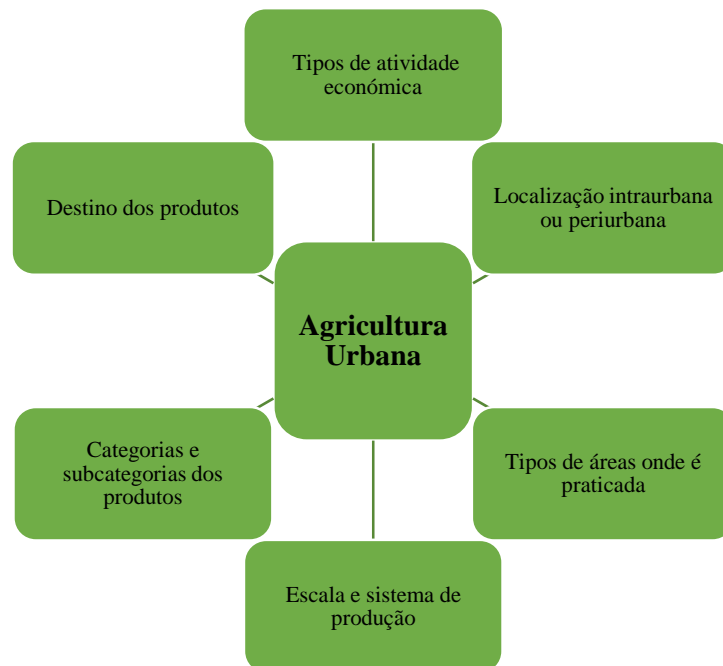 Tipos de atividade
económica
Destino dos produtos
Localização intraurbana
ou periurbana
Agricultura
Urbana
Categorias e
subcategorias dos
produtos
Tipos de áreas onde é
praticada
Escala e sistema de
produção